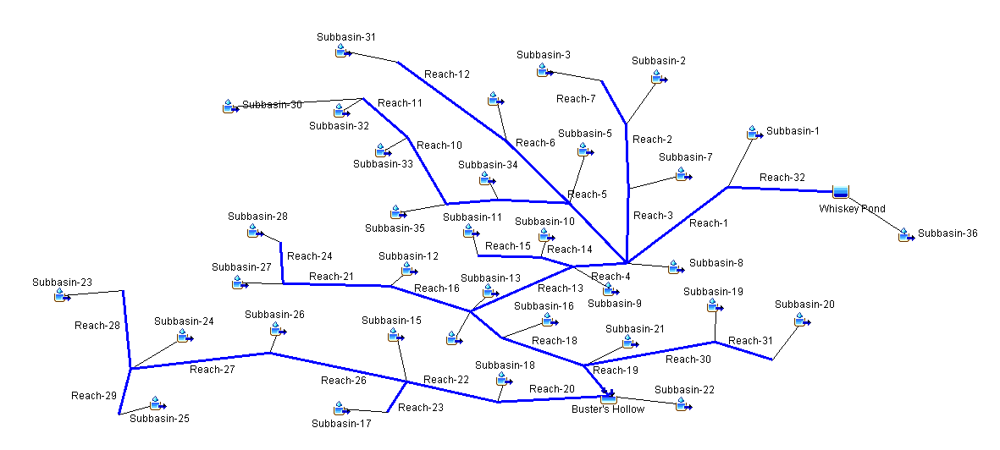 Subbasin-31
Subbasin-3
Subbasin-2
Reach-12
Reach-7
Subbasin-30
Reach-11
Subbasin-32
Subbasin-5
Subbasin-1
Reach-10
Reach-6
Reach-2
Subbasin-33
Subbasin-7
Subbasin-34
Reach-32
Reach-5
Whiskey Pond
Subbasin-35
Subbasin-28
Subbasin-11
Subbasin-10
Reach-3
Reach-1
Subbasin-36
Reach-15
Reach-14
Reach-24
Subbasin-12
Subbasin-8
Subbasin-23
Subbasin-27
Reach-21
Reach-16
Subbasin-13
Reach-4
Reach-13
Subbasin-9
Subbasin-16
Subbasin-19
Subbasin-20
Reach-28
Subbasin-24
Subbasin-26
Subbasin-15
Subbasin-21
Reach-18
Reach-31
Reach-30
Reach-27
Subbasin-18
Reach-19
Reach-26
Reach-22
Reach-29
Reach-20
Subbasin-22
Reach-23
Buster's Hollow
Subbasin-25
Subbasin-17